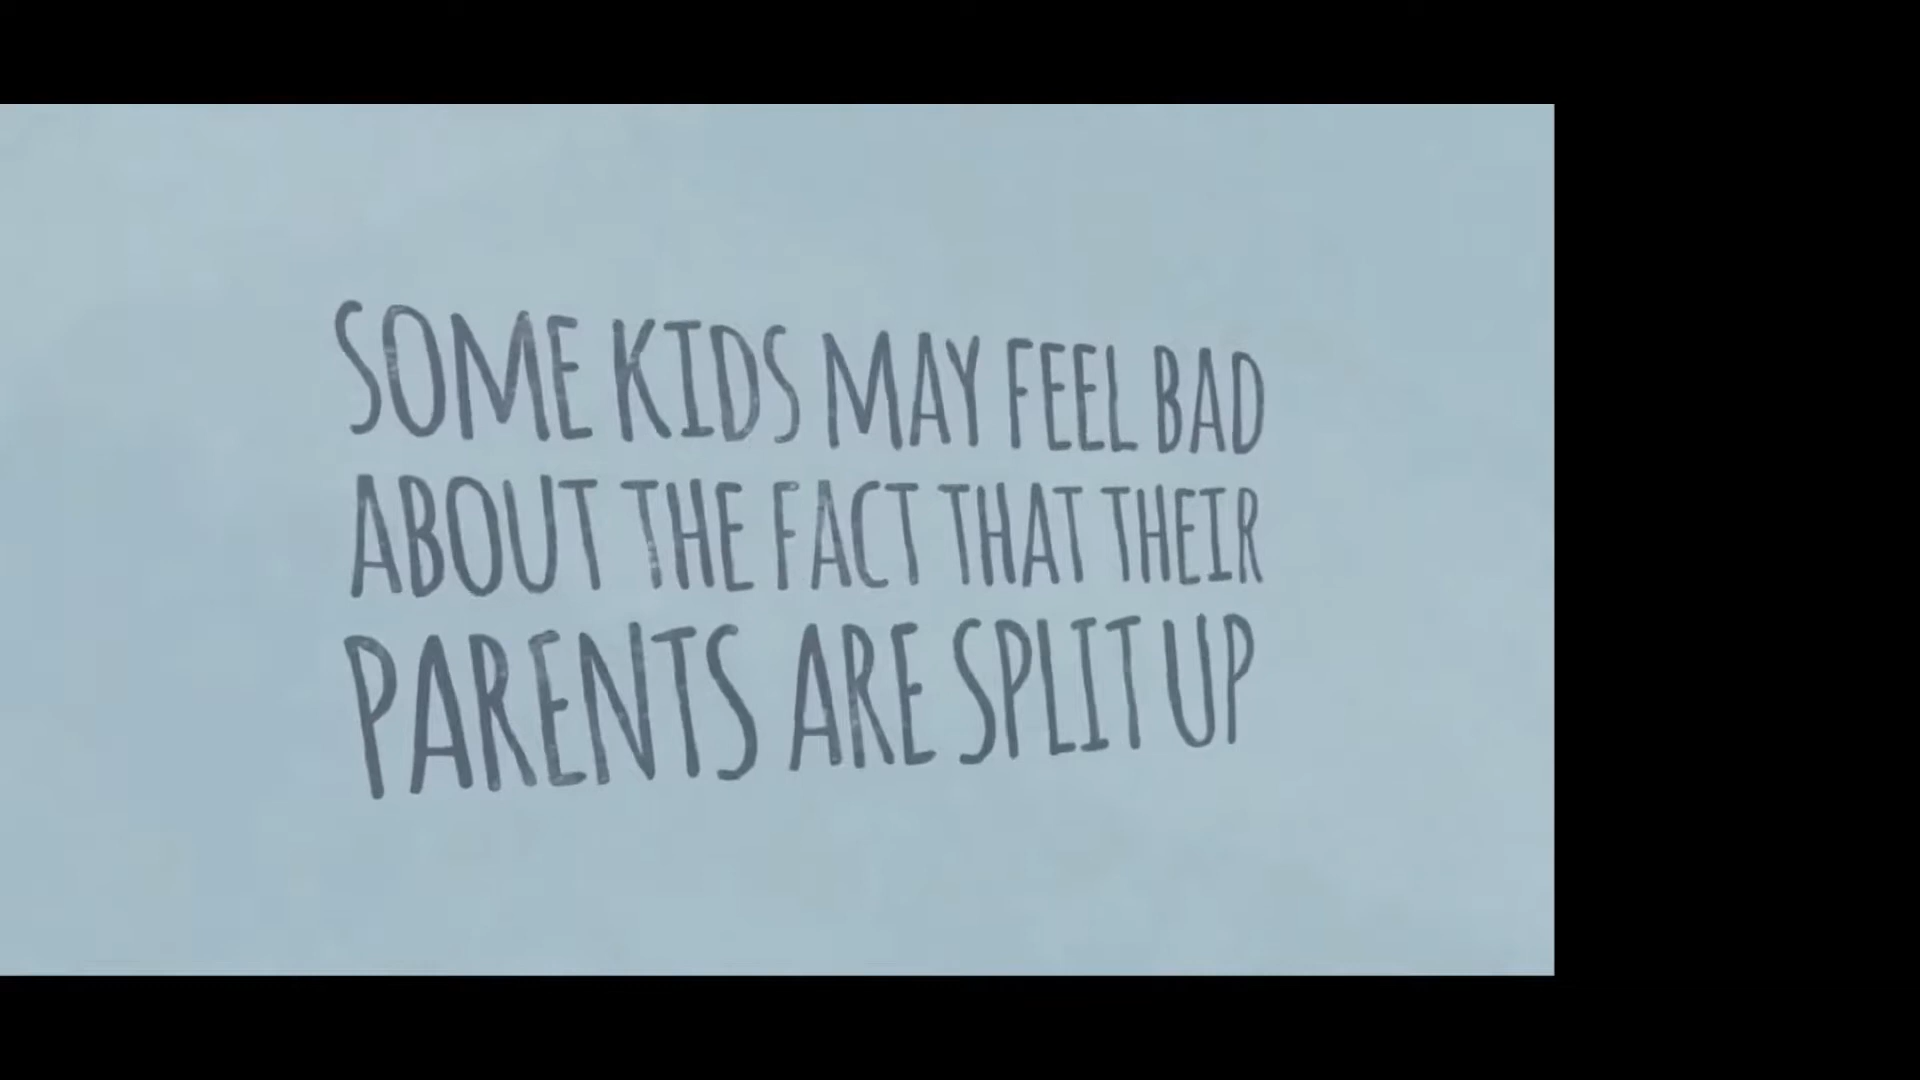 SOME KIDS MAY FEEL BAD
ABOUT THE FACT THAT THEIR
PARENTS ARE SPLIT UP